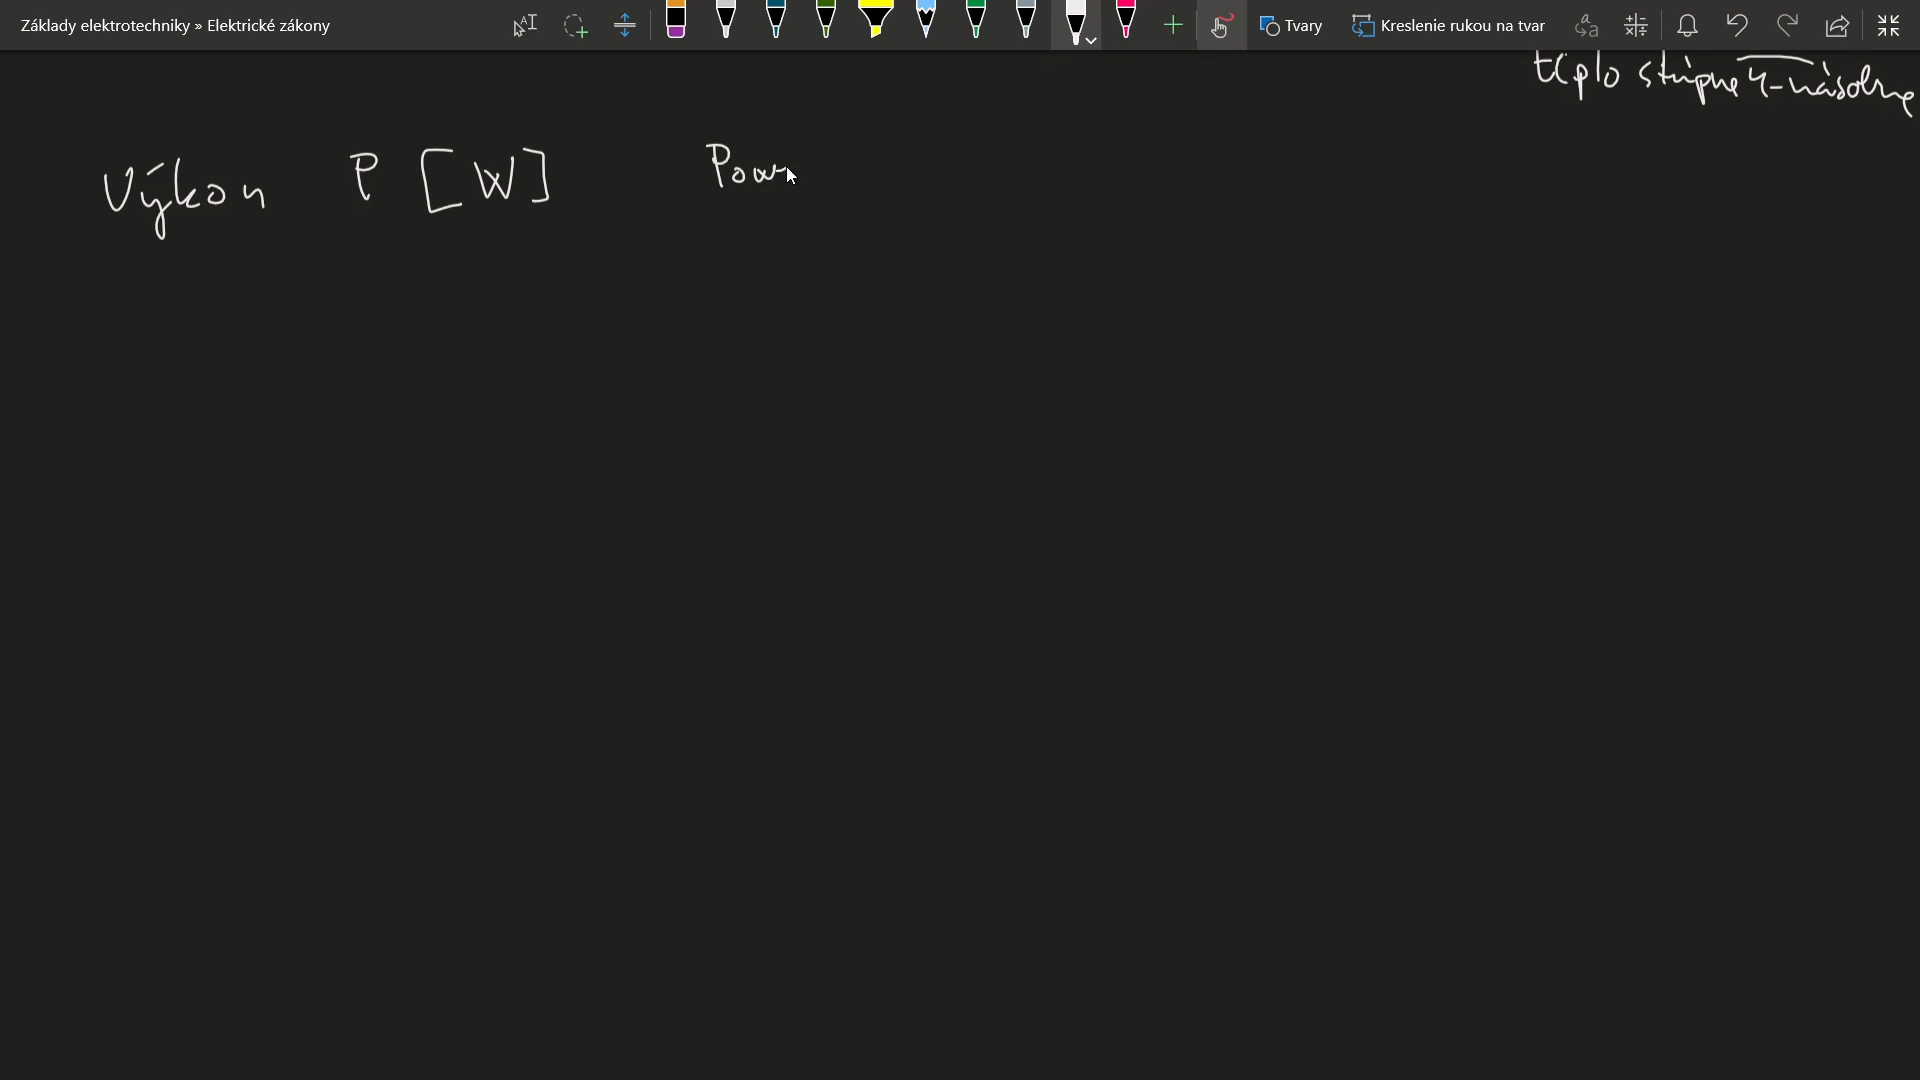 Základy elektrotechniky » Elektrické zákony
Tvary
Kreslenie rukou na tvar
teplo stúpne 4-násobne
Výkon P [W] Pow